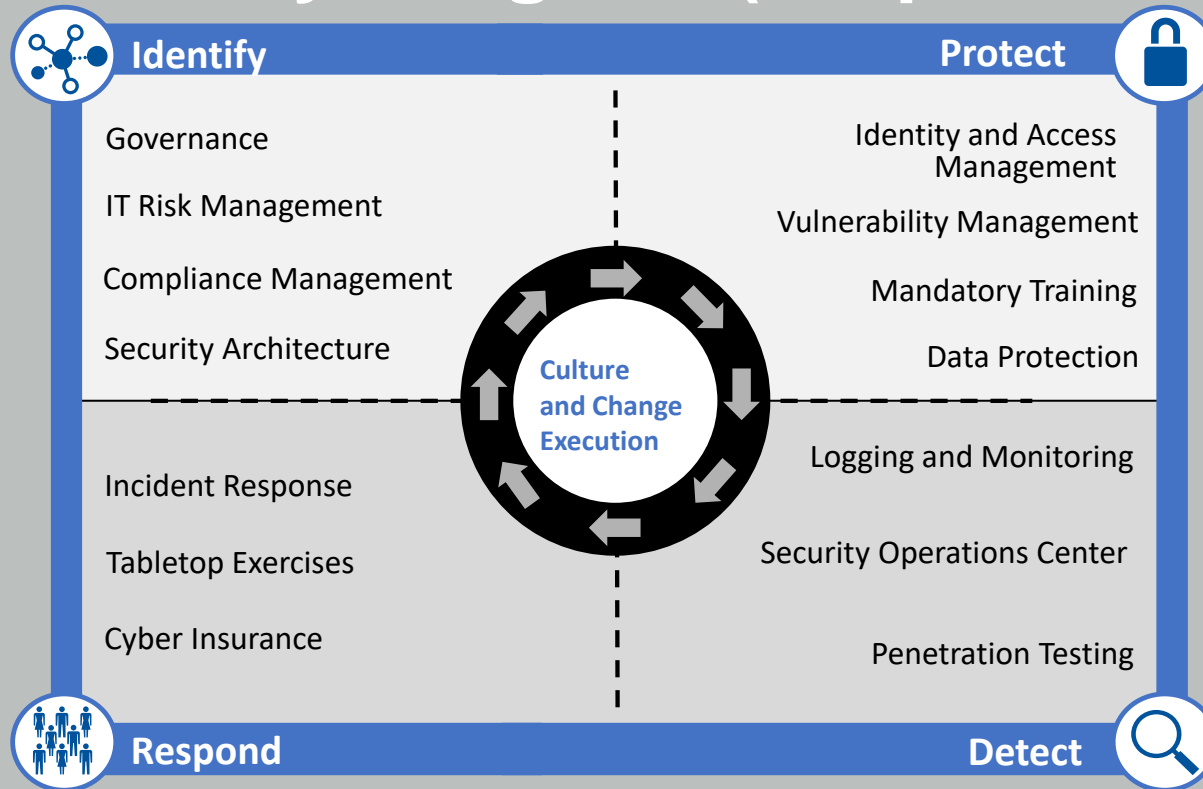 Identify
Protect
Governance
IT Risk Management
Compliance Management
Security Architecture
Identity and Access
Management
Vulnerability Management
Mandatory Training
Data Protection
Culture
and Change
Execution
Incident Response
Tabletop Exercises
Cyber Insurance
Logging and Monitoring
Security Operations Center
Penetration Testing
Respond
Detect